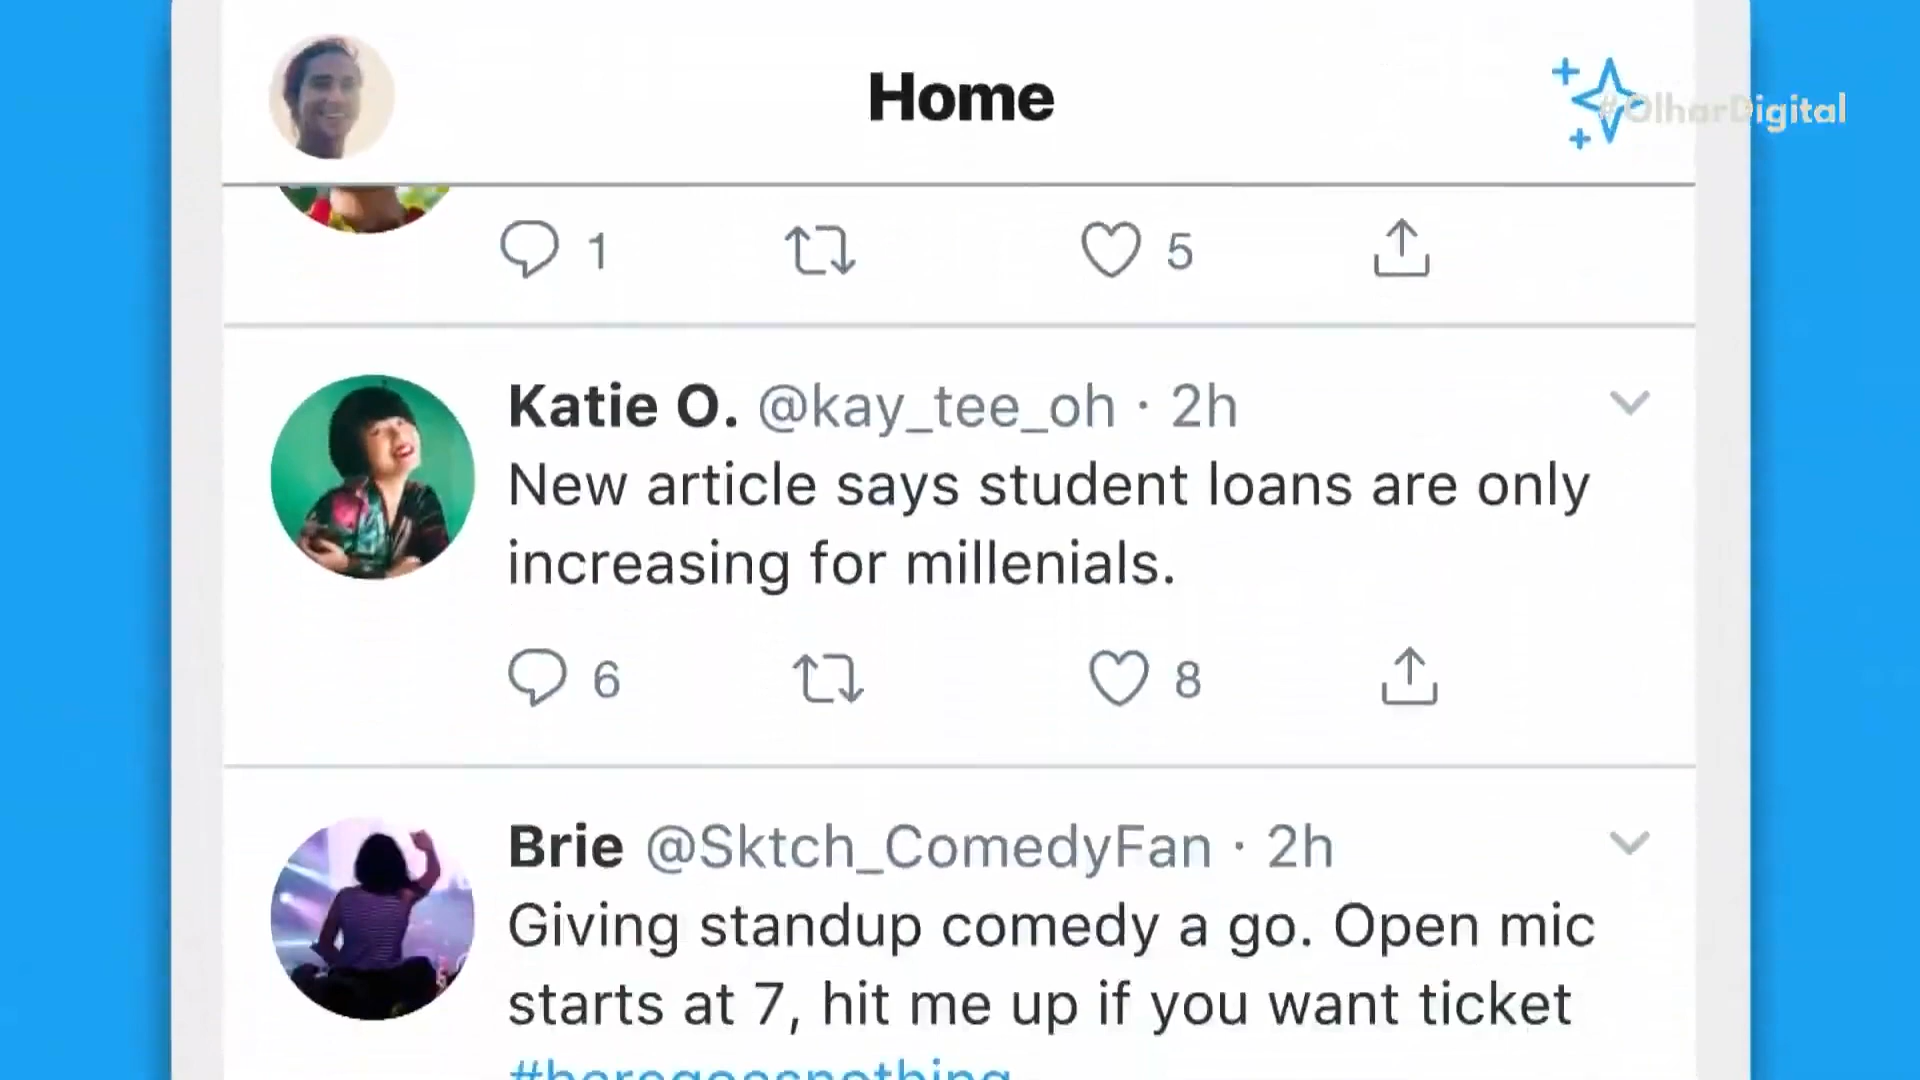 Home
#OlharDigital
1 5
Katie O. @kay_tee_oh · 2h
New article says student loans are only
increasing for millenials.
6 8
Brie @Sktch_ComedyFan · 2h
Giving standup comedy a go. Open mic
starts at 7, hit me up if you want ticket
#heregoesnothing